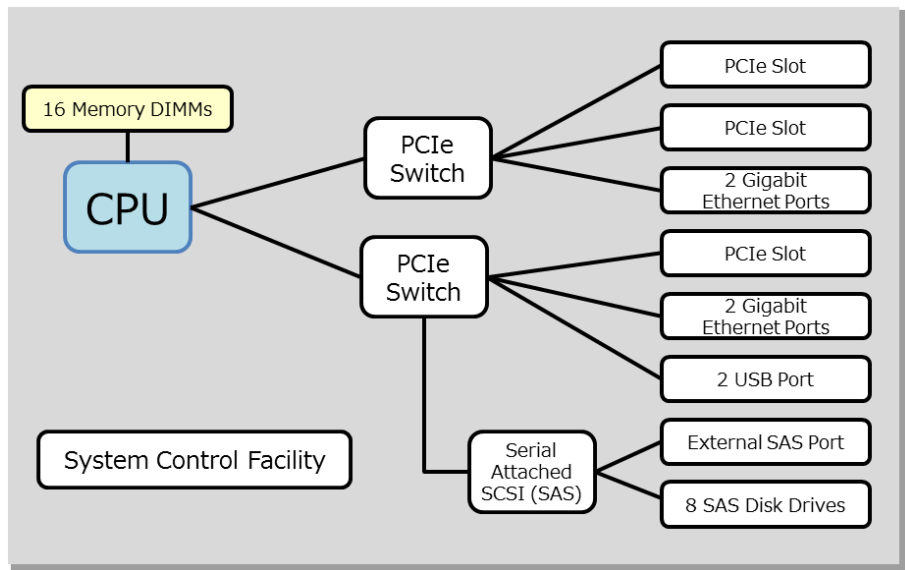 16 Memory DIMMs
CPU
PCIe
Switch
PCIe
Switch
PCIe Slot
PCIe Slot
2 Gigabit
Ethernet Ports
PCIe Slot
2 Gigabit
Ethernet Ports
2 USB Port
System Control Facility
Serial
Attached
SCSI (SAS)
External SAS Port
8 SAS Disk Drives